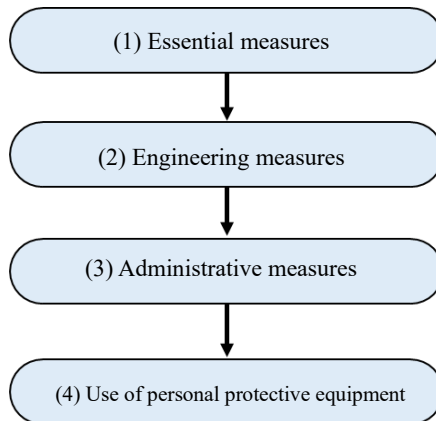 (1) Essential measures
(2) Engineering measures
(3) Administrative measures
(4) Use of personal protective equipment